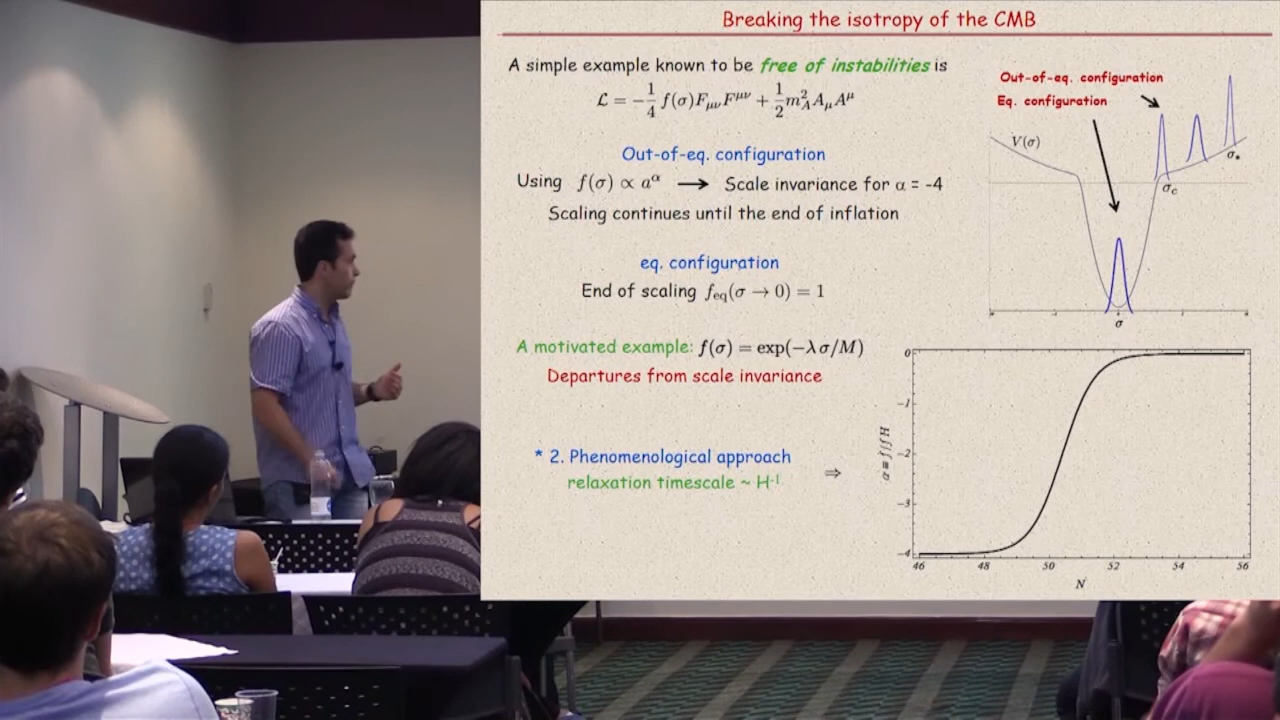 Breaking the isotropy of the CMB
A simple example known to be free of instabilities is
ℒ = −1/4 f(σ)F_{μν}F^{μν} + 1/2 m_A^2 A_μ A^μ
Out-of-eq. configuration
Using f(σ) ∝ a^α ⟶ Scale invariance for α = -4
Scaling continues until the end of inflation
eq. configuration
End of scaling f_{eq}(σ → 0) = 1
A motivated example: f(σ) = exp(−λσ/M)
Departures from scale invariance
* 2. Phenomenological approach ⇒
relaxation timescale ~ H^{-1}
Out-of-eq. configuration
Eq. configuration
V(σ)
σ_*
σ_c
σ
0
-1
-2
-3
-4
46 48 50 52 54 56
N